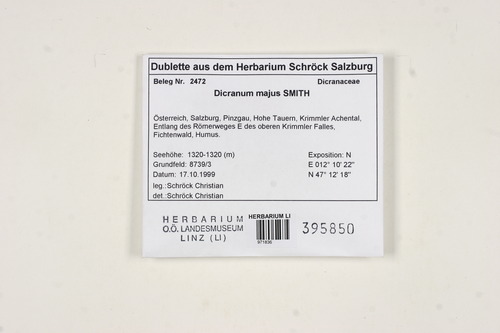 Dublette aus dem Herbarium Schröck Salzburg
Beleg Nr. 2472 Dicranaceae
Dicranum majus SMITH
Österreich, Salzburg, Pinzgau, Hohe Tauern, Krimmler Achental,
Entlang des Römerweges E des oberen Krimmler Falles,
Fichtenwald, Humus.
Seehöhe: 1320-1320 (m) Exposition: N
Grundfeld: 8739/3 E 012° 10' 22''
Datum: 17.10.1999 N 47° 12' 18''
leg.:Schröck Christian
det.:Schröck Christian
HERBARIUM
O.Ö. LANDESMUSEUM
LINZ (LI)
HERBARIUM LI
971836
395850